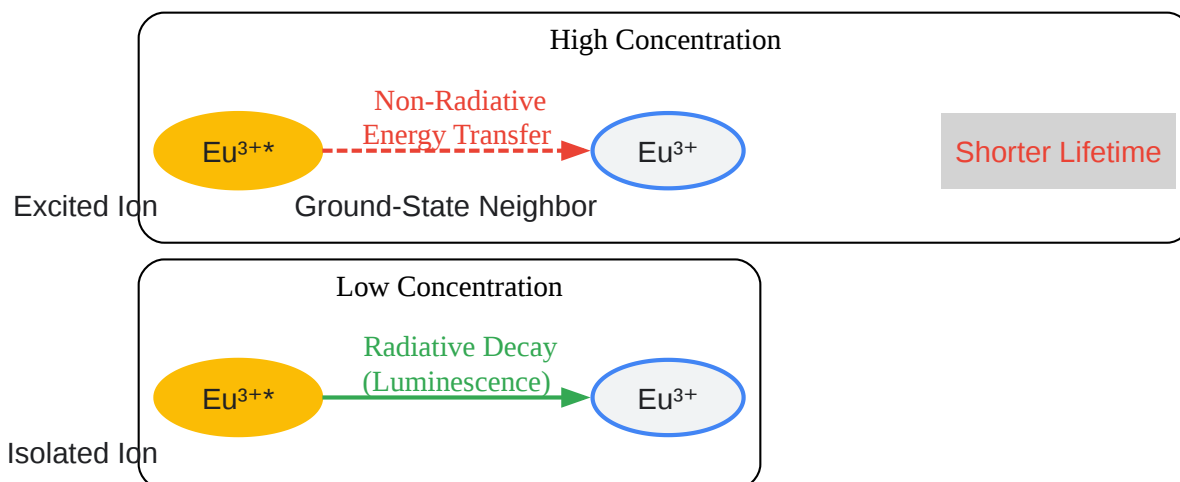 High Concentration
Non-Radiative
Energy Transfer
Eu³⁺*
Eu³⁺
Shorter Lifetime
Excited Ion
Ground-State Neighbor
Low Concentration
Radiative Decay
(Luminescence)
Eu³⁺*
Eu³⁺
Isolated Ion